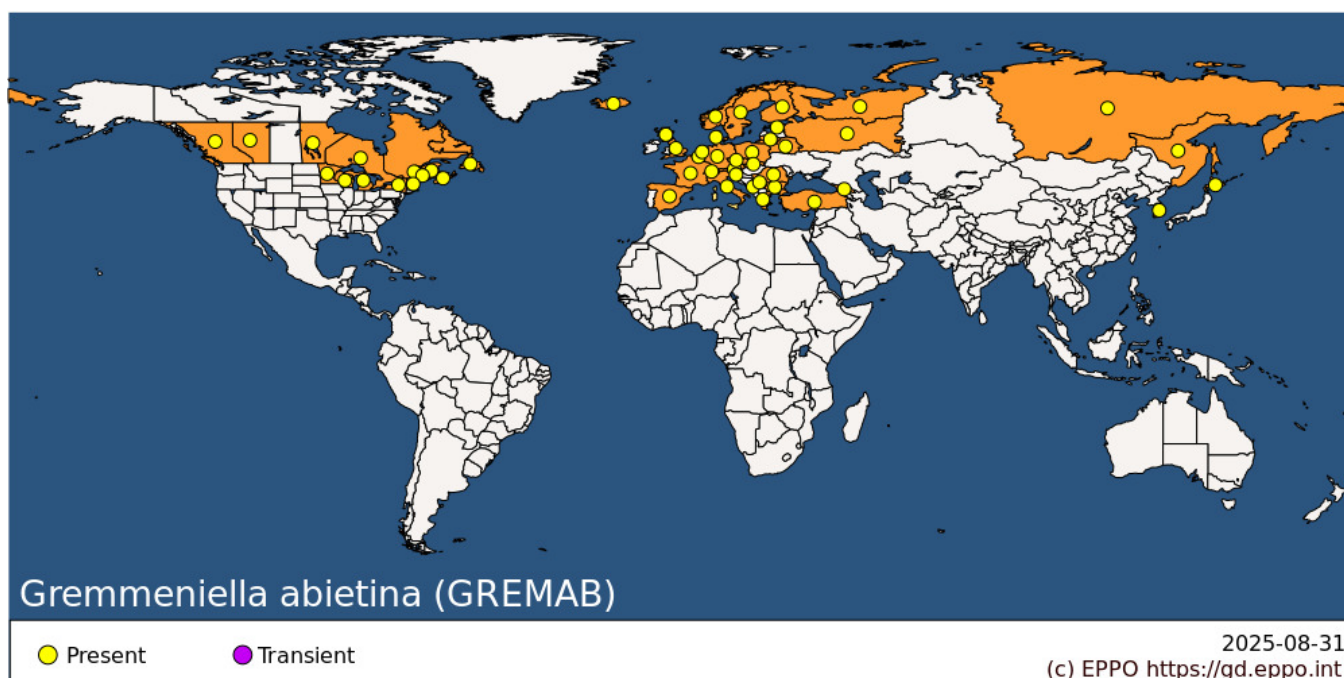 Gremmeniella abietina (GREMAB)
Present
Transient
2025-08-31
(c) EPPO https://gd.eppo.int